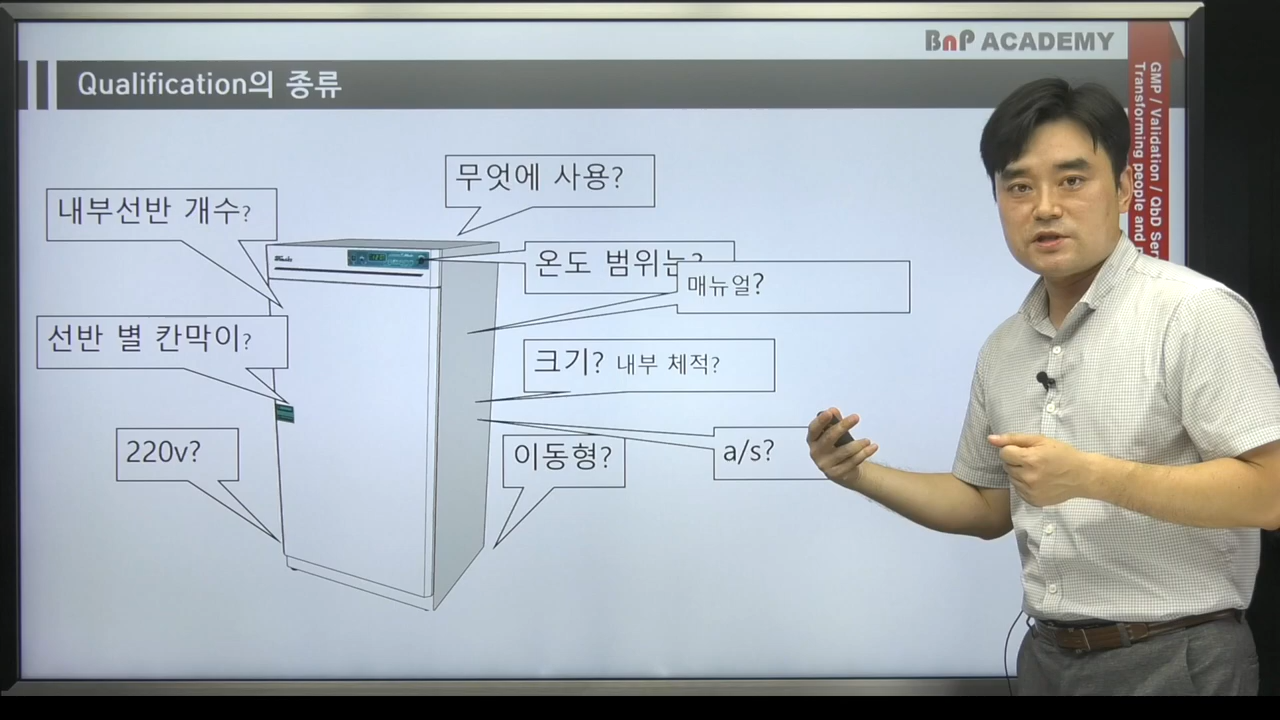 BnP ACADEMY
Qualification의 종류
GMP / Validation / QbD Ser
Transforming people and
무엇에 사용?
내부선반 개수?
온도 범위는?
매뉴얼?
선반 별 칸막이?
크기? 내부 체적?
220v?
이동형?
a/s?